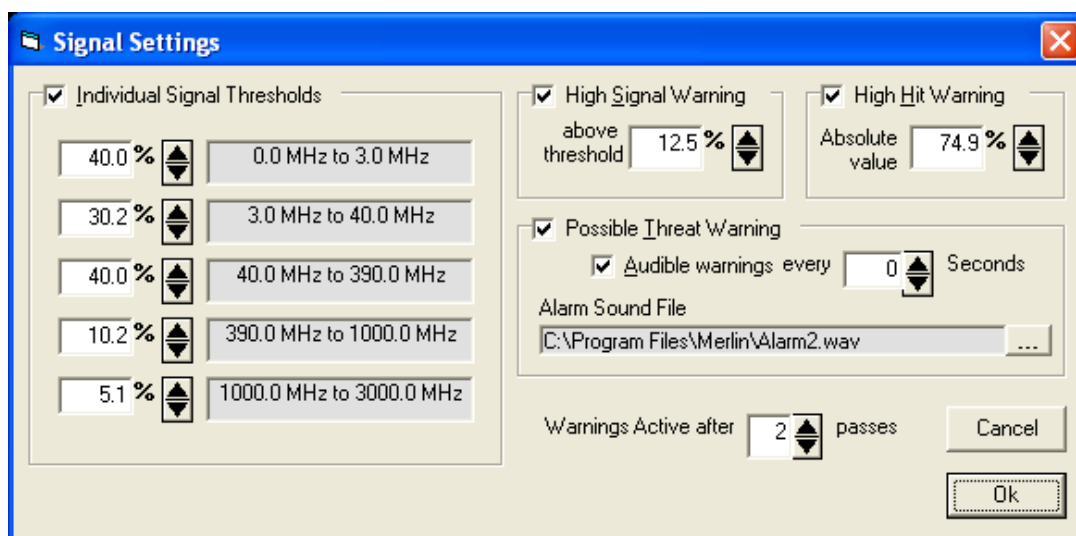 Signal Settings
Individual Signal Thresholds
40.0 % 0.0 MHz to 3.0 MHz
30.2 % 3.0 MHz to 40.0 MHz
40.0 % 40.0 MHz to 390.0 MHz
10.2 % 390.0 MHz to 1000.0 MHz
5.1 % 1000.0 MHz to 3000.0 MHz
High Signal Warning
above
threshold 12.5 %
High Hit Warning
Absolute
value 74.9 %
Possible Threat Warning
Audible warnings every 0 Seconds
Alarm Sound File
C:\Program Files\Merlin\Alarm2.wav ...
Warnings Active after 2 passes
Cancel
Ok